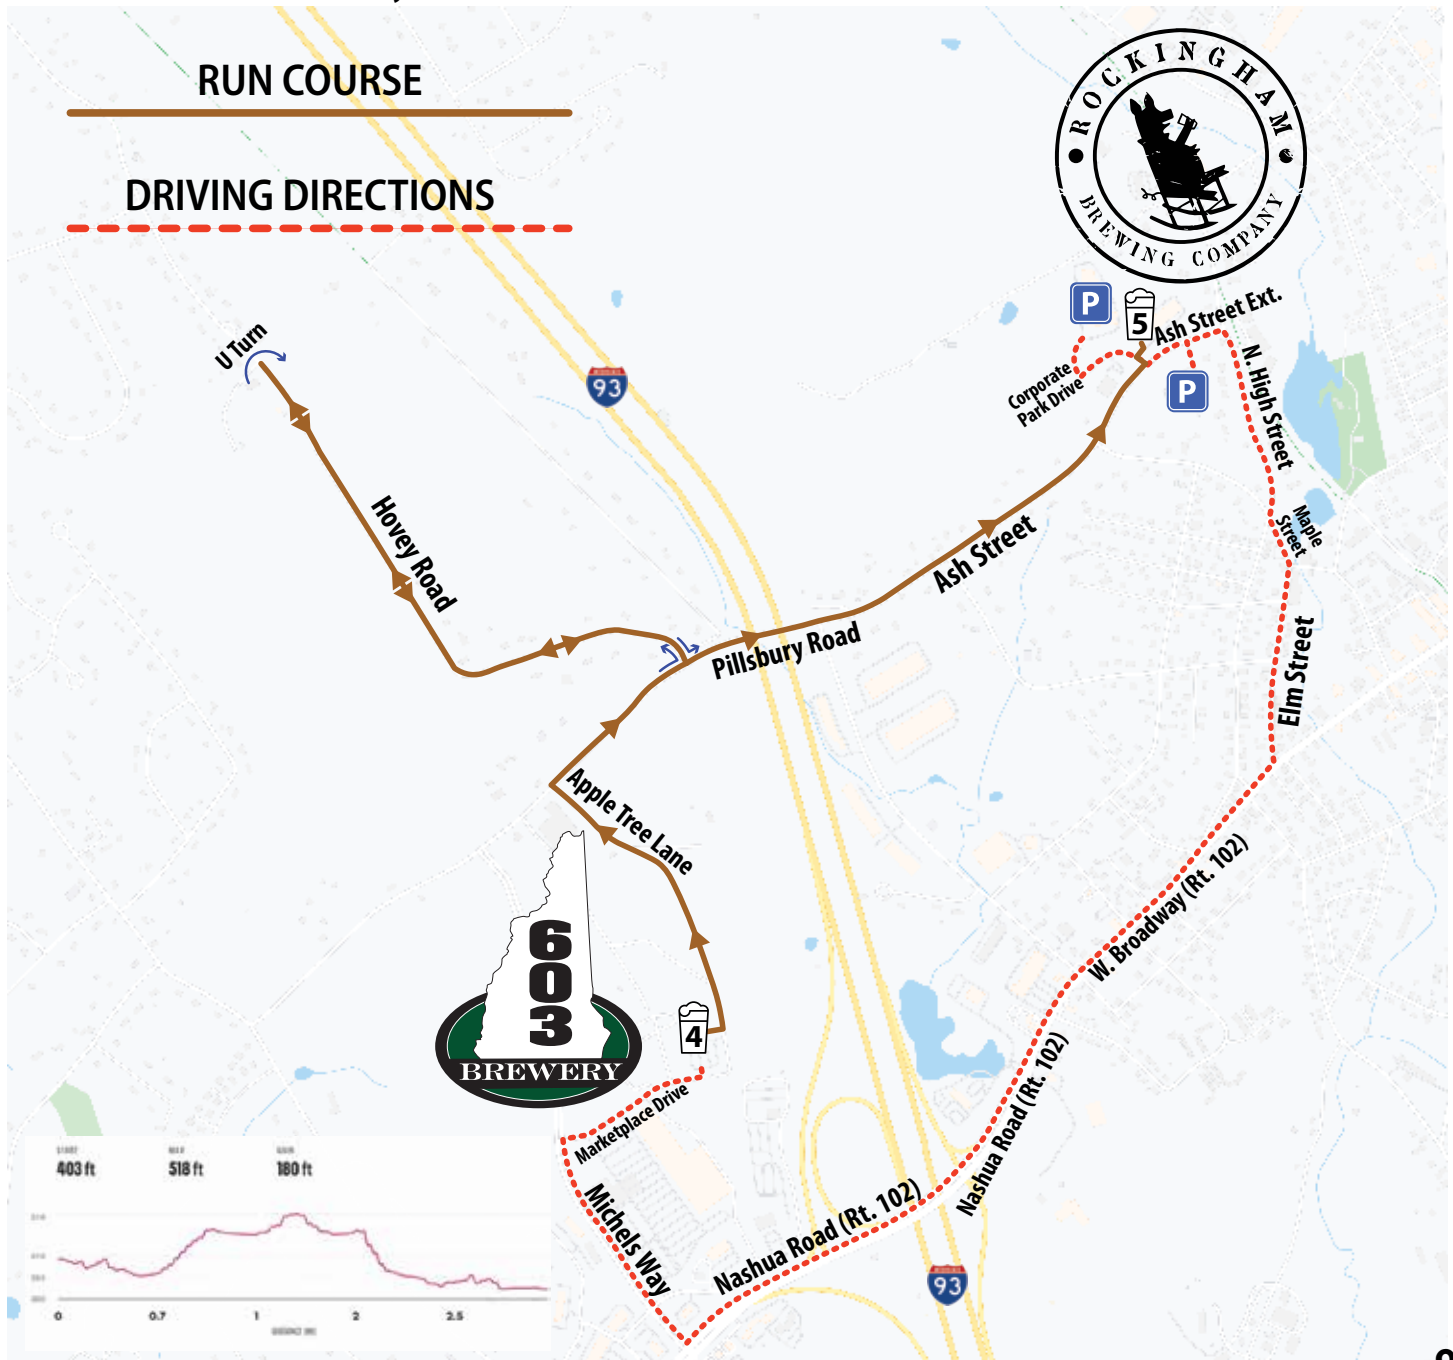 RUN COURSE
DRIVING DIRECTIONS
ROCKINGHAM
BREWING COMPANY
P
5
Ash Street Ext.
U Turn
93
Corporate
Park Drive
P
N. High Street
Hovey Road
Maple
Street
Ash Street
Pillsbury Road
Elm Street
Apple Tree Lane
W. Broadway (Rt. 102)
603
BREWERY
4
Marketplace Drive
Nashua Road (Rt. 102)
Michels Way
Nashua Road (Rt. 102)
93
START
MAX
GAIN
403 ft
518 ft
180 ft
0
0.7
1
2
2.5